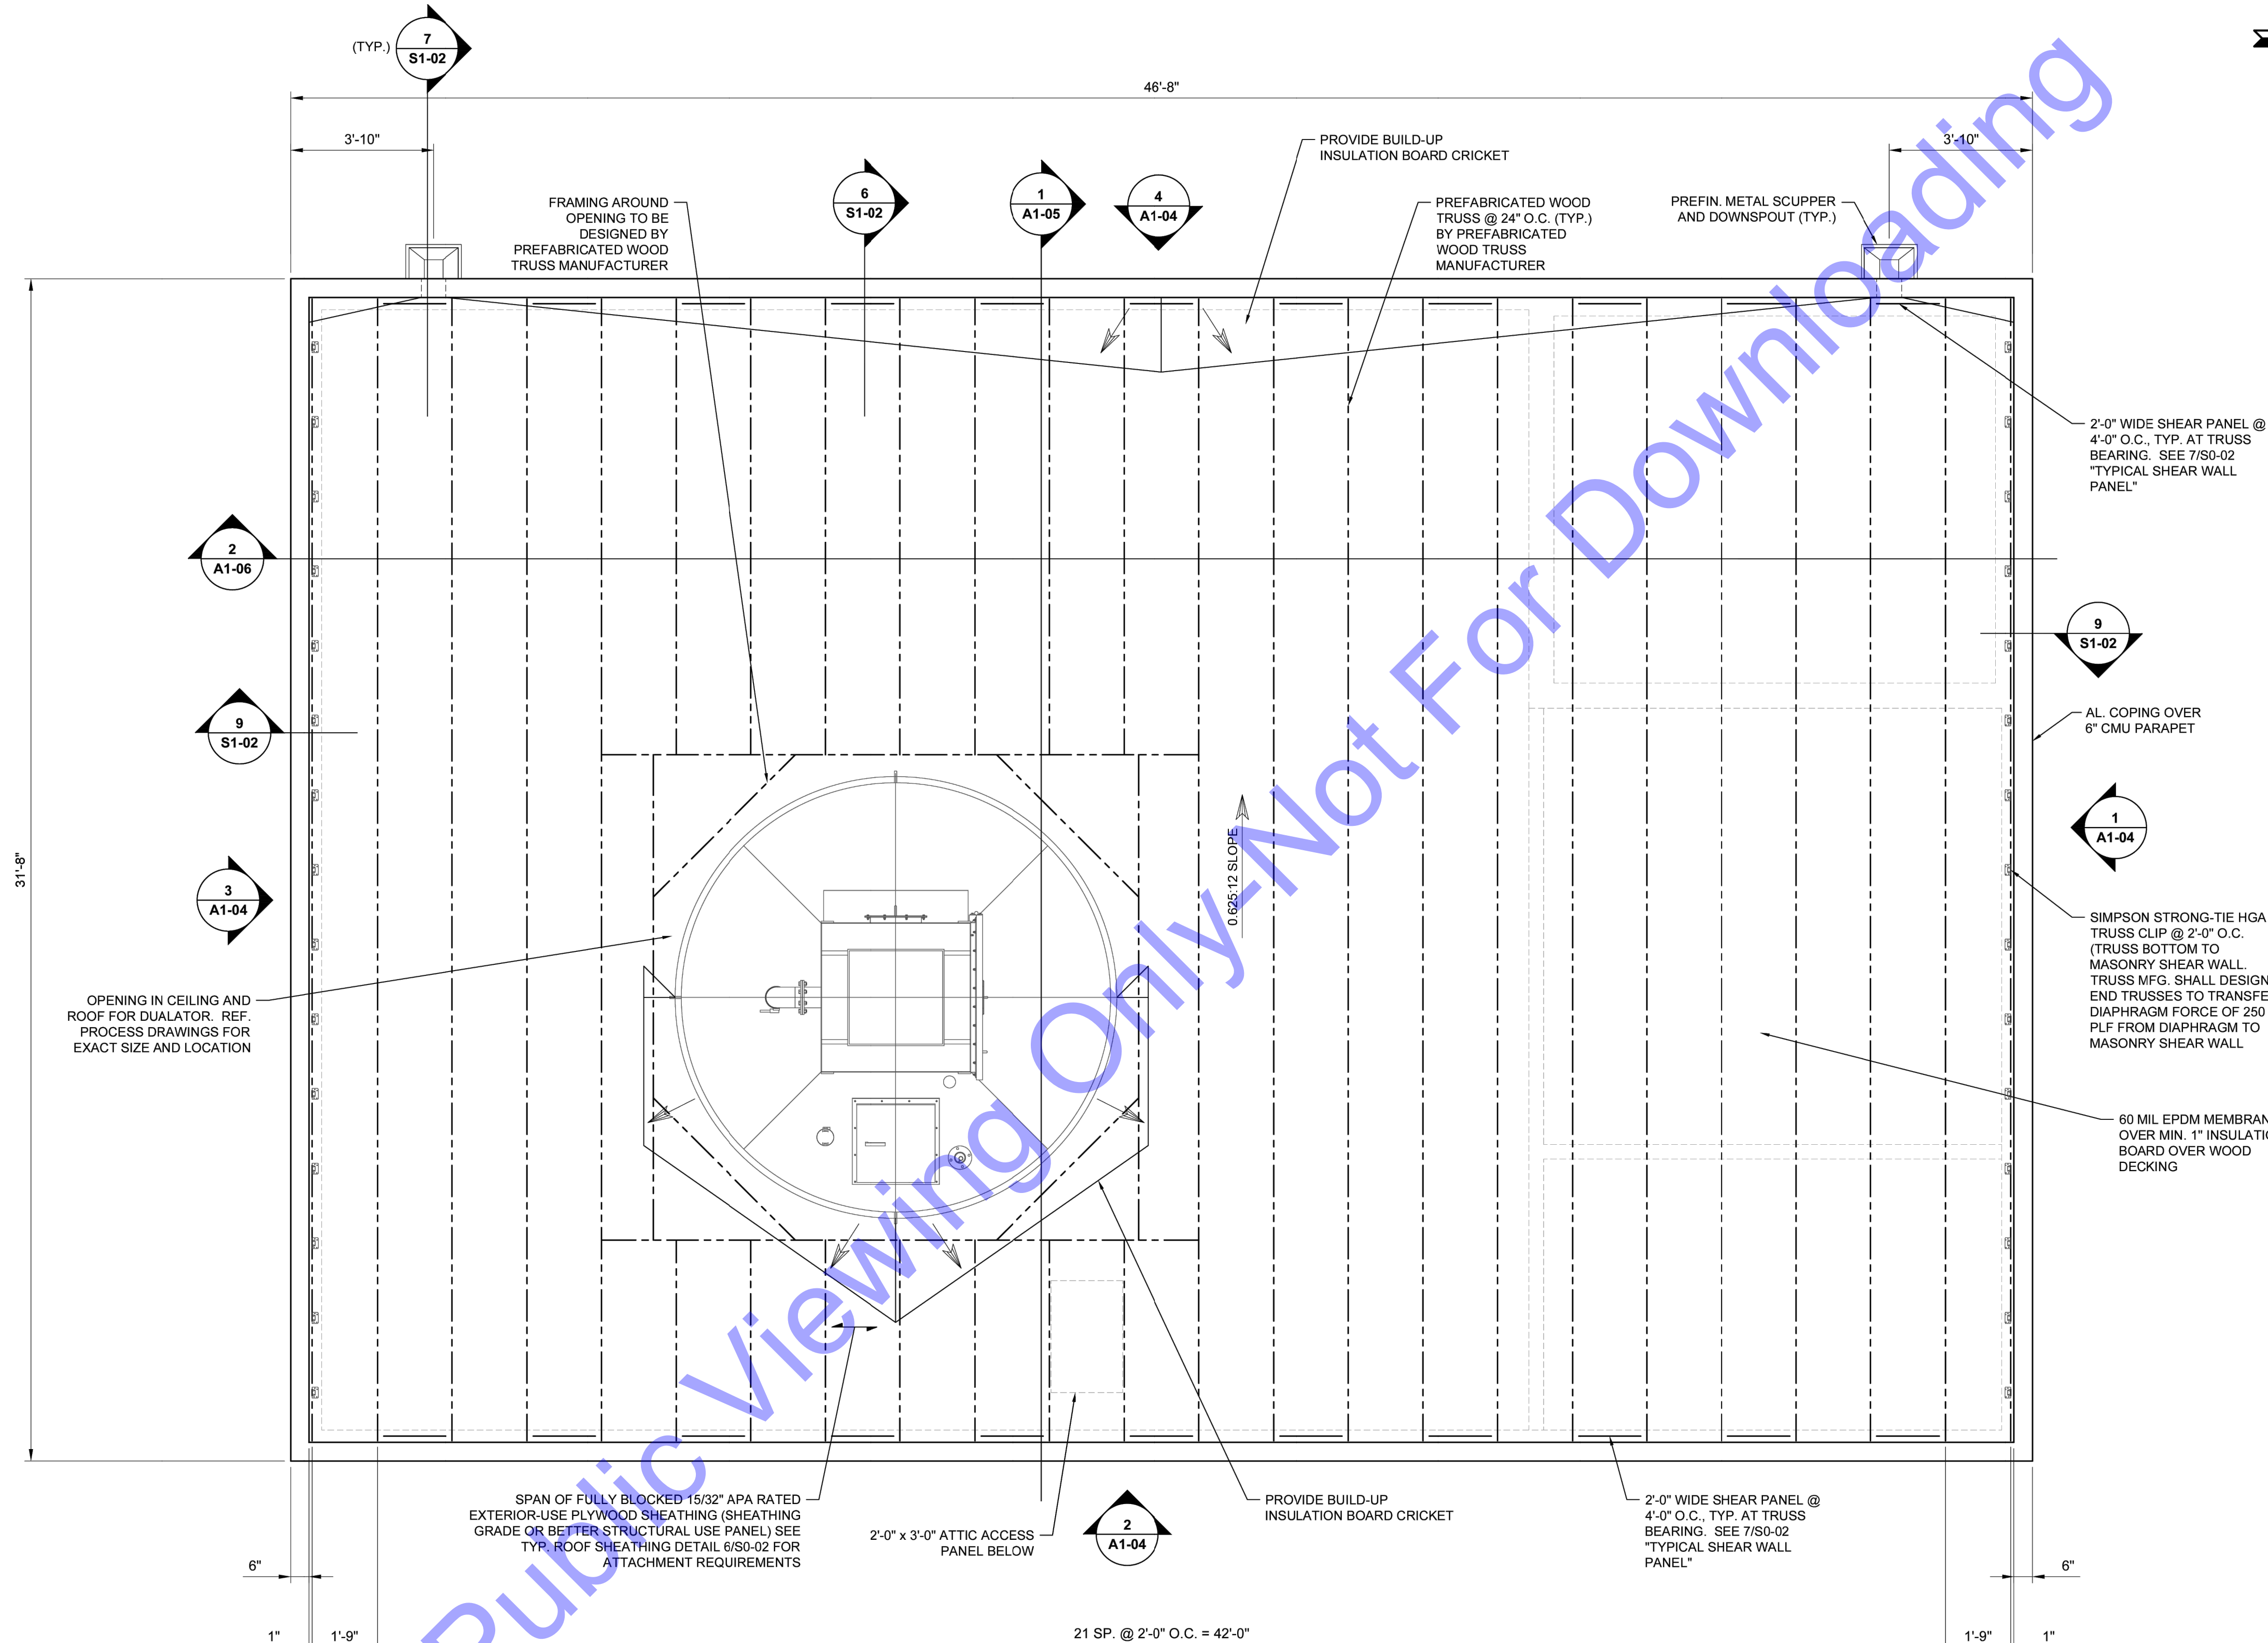 (TYP.)
7
S1-02
46'-8"
3'-10"
3'-10"
PROVIDE BUILD-UP
INSULATION BOARD CRICKET
FRAMING AROUND
OPENING TO BE
DESIGNED BY
PREFABRICATED WOOD
TRUSS MANUFACTURER
6
S1-02
1
A1-05
4
A1-04
PREFABRICATED WOOD
TRUSS @ 24" O.C. (TYP.)
BY PREFABRICATED
WOOD TRUSS
MANUFACTURER
PREFIN. METAL SCUPPER
AND DOWNSPOUT (TYP.)
2'-0" WIDE SHEAR PANEL @
4'-0" O.C., TYP. AT TRUSS
BEARING. SEE 7/S0-02
"TYPICAL SHEAR WALL
PANEL"
2
A1-06
9
S1-02
9
S1-02
AL. COPING OVER
6" CMU PARAPET
1
A1-04
31'-8"
3
A1-04
0.625:12 SLOPE
SIMPSON STRONG-TIE HGA
TRUSS CLIP @ 2'-0" O.C.
(TRUSS BOTTOM TO
MASONRY SHEAR WALL.
TRUSS MFG. SHALL DESIGN
END TRUSSES TO TRANSFE
DIAPHRAGM FORCE OF 250
PLF FROM DIAPHRAGM TO
MASONRY SHEAR WALL
OPENING IN CEILING AND
ROOF FOR DUALATOR. REF.
PROCESS DRAWINGS FOR
EXACT SIZE AND LOCATION
60 MIL EPDM MEMBRAN
OVER MIN. 1" INSULATI
BOARD OVER WOOD
DECKING
SPAN OF FULLY BLOCKED 15/32" APA RATED
EXTERIOR-USE PLYWOOD SHEATHING (SHEATHING
GRADE OR BETTER STRUCTURAL USE PANEL) SEE
TYP. ROOF SHEATHING DETAIL 6/S0-02 FOR
ATTACHMENT REQUIREMENTS
2'-0" x 3'-0" ATTIC ACCESS
PANEL BELOW
2
A1-04
PROVIDE BUILD-UP
INSULATION BOARD CRICKET
2'-0" WIDE SHEAR PANEL @
4'-0" O.C., TYP. AT TRUSS
BEARING. SEE 7/S0-02
"TYPICAL SHEAR WALL
PANEL"
6"
6"
1"
1'-9"
21 SP. @ 2'-0" O.C. = 42'-0"
1'-9"
1"
Public Viewing Only-Not For Downloading